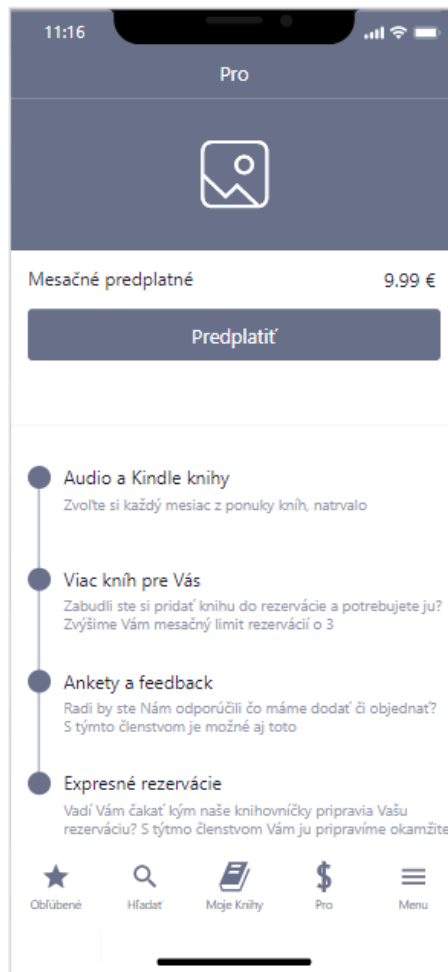 11:16
Pro
Mesačné predplatné
9.99 €
Predplatiť
Audio a Kindle knihy
Zvoľte si každý mesiac z ponuky kníh, natrvalo
Viac kníh pre Vás
Zabudli ste si pridať knihu do rezervácie a potrebujete ju?
Zvýšime Vám mesačný limit rezervácií o 3
Ankety a feedback
Radi by ste Nám odporúčili čo máme dodať či objednať?
S týmto členstvom je možné aj toto
Expresné rezervácie
Vadí Vám čakať kým naše knihovníčky pripravia Vašu
rezerváciu? S týtmo členstvom Vám ju pripravíme okamžite
Obľúbené
Hľadať
Moje Knihy
Pro
Menu